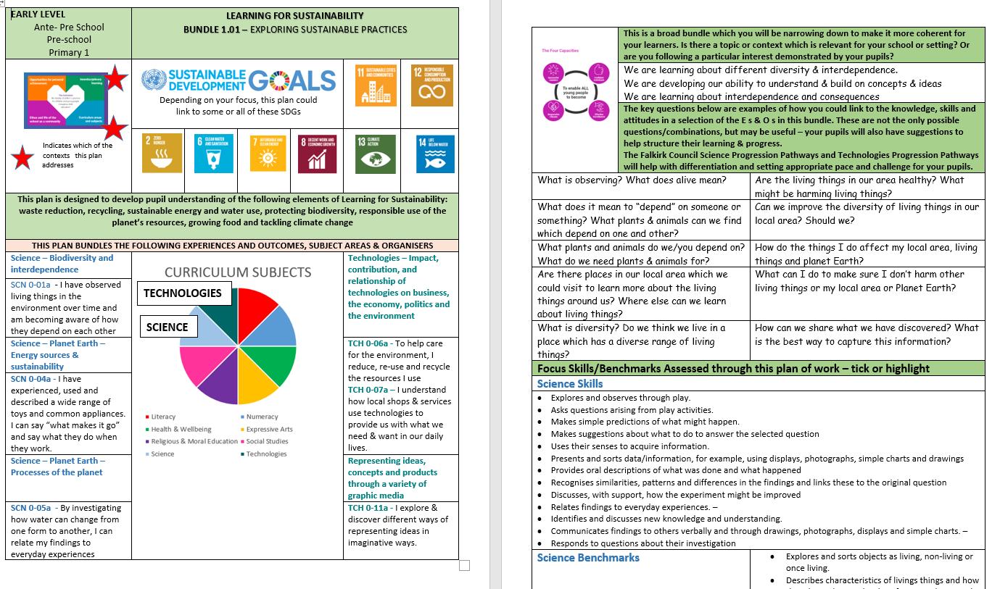 EARLY LEVEL
Ante- Pre School
Pre-school
Primary 1
LEARNING FOR SUSTAINABILITY
BUNDLE 1.01 – EXPLORING SUSTAINABLE PRACTICES
Opportunities for personal achievement
Interdisciplinary learning
Ethos and life of the school as a community
Curriculum areas and subjects
Indicates which of the
contexts this plan
addresses
SUSTAINABLE
DEVELOPMENT
GOALS
Depending on your focus, this plan could
link to some or all of these SDGs
11 SUSTAINABLE CITIES
AND COMMUNITIES
12 RESPONSIBLE
CONSUMPTION
AND PRODUCTION
2 ZERO
HUNGER
6 CLEAN WATER
AND SANITATION
7 AFFORDABLE AND
CLEAN ENERGY
8 DECENT WORK AND
ECONOMIC GROWTH
13 CLIMATE
ACTION
14 LIFE
BELOW WATER
This plan is designed to develop pupil understanding of the following elements of Learning for Sustainability:
waste reduction, recycling, sustainable energy and water use, protecting biodiversity, responsible use of the
planet's resources, growing food and tackling climate change
THIS PLAN BUNDLES THE FOLLOWING EXPERIENCES AND OUTCOMES, SUBJECT AREAS & ORGANISERS
Science – Biodiversity and
interdependence
SCN 0-01a - I have observed
living things in the
environment over time and
am becoming aware of how
they depend on each other
Science – Planet Earth –
Energy sources &
sustainability
SCN 0-04a - I have
experienced, used and
described a wide range of
toys and common appliances.
I can say “what makes it go”
and say what they do when
they work.
Science – Planet Earth –
Processes of the planet
SCN 0-05a - By investigating
how water can change from
one form to another, I can
relate my findings to
everyday experiences
CURRICULUM SUBJECTS
TECHNOLOGIES
SCIENCE
Literacy
Numeracy
Health & Wellbeing
Expressive Arts
Religious & Moral Education
Social Studies
Science
Technologies
Technologies – Impact,
contribution, and
relationship of
technologies on business,
the economy, politics and
the environment
TCH 0-06a - To help care
for the environment, I
reduce, re-use and recycle
the resources I use
TCH 0-07a – I understand
how local shops & services
use technologies to
provide us with what we
need & want in our daily
lives.
Representing ideas,
concepts and products
through a variety of
graphic media
TCH 0-11a - I explore &
discover different ways of
representing ideas in
imaginative ways.
The Four Capacities
To enable ALL
young people
to become
This is a broad bundle which you will be narrowing down to make it more coherent for
your learners. Is there a topic or context which is relevant for your school or setting? Or
are you following a particular interest demonstrated by your pupils?
We are learning about different diversity & interdependence.
We are developing our ability to understand & build on concepts & ideas
We are learning about interdependence and consequences
The key questions below are examples of how you could link to the knowledge, skills and
attitudes in a selection of the E s & O s in this bundle. These are not the only possible
questions/combinations, but may be useful – your pupils will also have suggestions to
help structure their learning & progress.
The Falkirk Council Science Progression Pathways and Technologies Progression Pathways
will help with differentiation and setting appropriate pace and challenge for your pupils.
What is observing? What does alive mean?
Are the living things in our area healthy? What
might be harming living things?
What does it mean to “depend” on someone or
something? What plants & animals can we find
which depend on one and other?
Can we improve the diversity of living things in our
local area? Should we?
What plants and animals do we/you depend on?
What do we need plants & animals for?
How do the things I do affect my local area, living
things and planet Earth?
Are there places in our local area which we
could visit to learn more about the living
things around us? Where else can we learn
about living things?
What can I do to make sure I don’t harm other
living things or my local area or Planet Earth?
What is diversity? Do we think we live in a
place which has a diverse range of living
things?
How can we share what we have discovered? What
is the best way to capture this information?
Focus Skills/Benchmarks Assessed through this plan of work – tick or highlight
Science Skills
• Explores and observes through play.
• Asks questions arising from play activities.
• Makes simple predictions of what might happen.
• Makes suggestions about what to do to answer the selected question
• Uses their senses to acquire information.
• Presents and sorts data/information, for example, using displays, photographs, simple charts and drawings
• Provides oral descriptions of what was done and what happened
• Recognises similarities, patterns and differences in the findings and links these to the original question
• Discusses, with support, how the experiment might be improved
• Relates findings to everyday experiences. –
• Identifies and discusses new knowledge and understanding.
• Communicates findings to others verbally and through drawings, photographs, displays and simple charts. –
• Responds to questions about their investigation
Science Benchmarks
• Explores and sorts objects as living, non-living or
once living.
• Describes characteristics of livings things and how